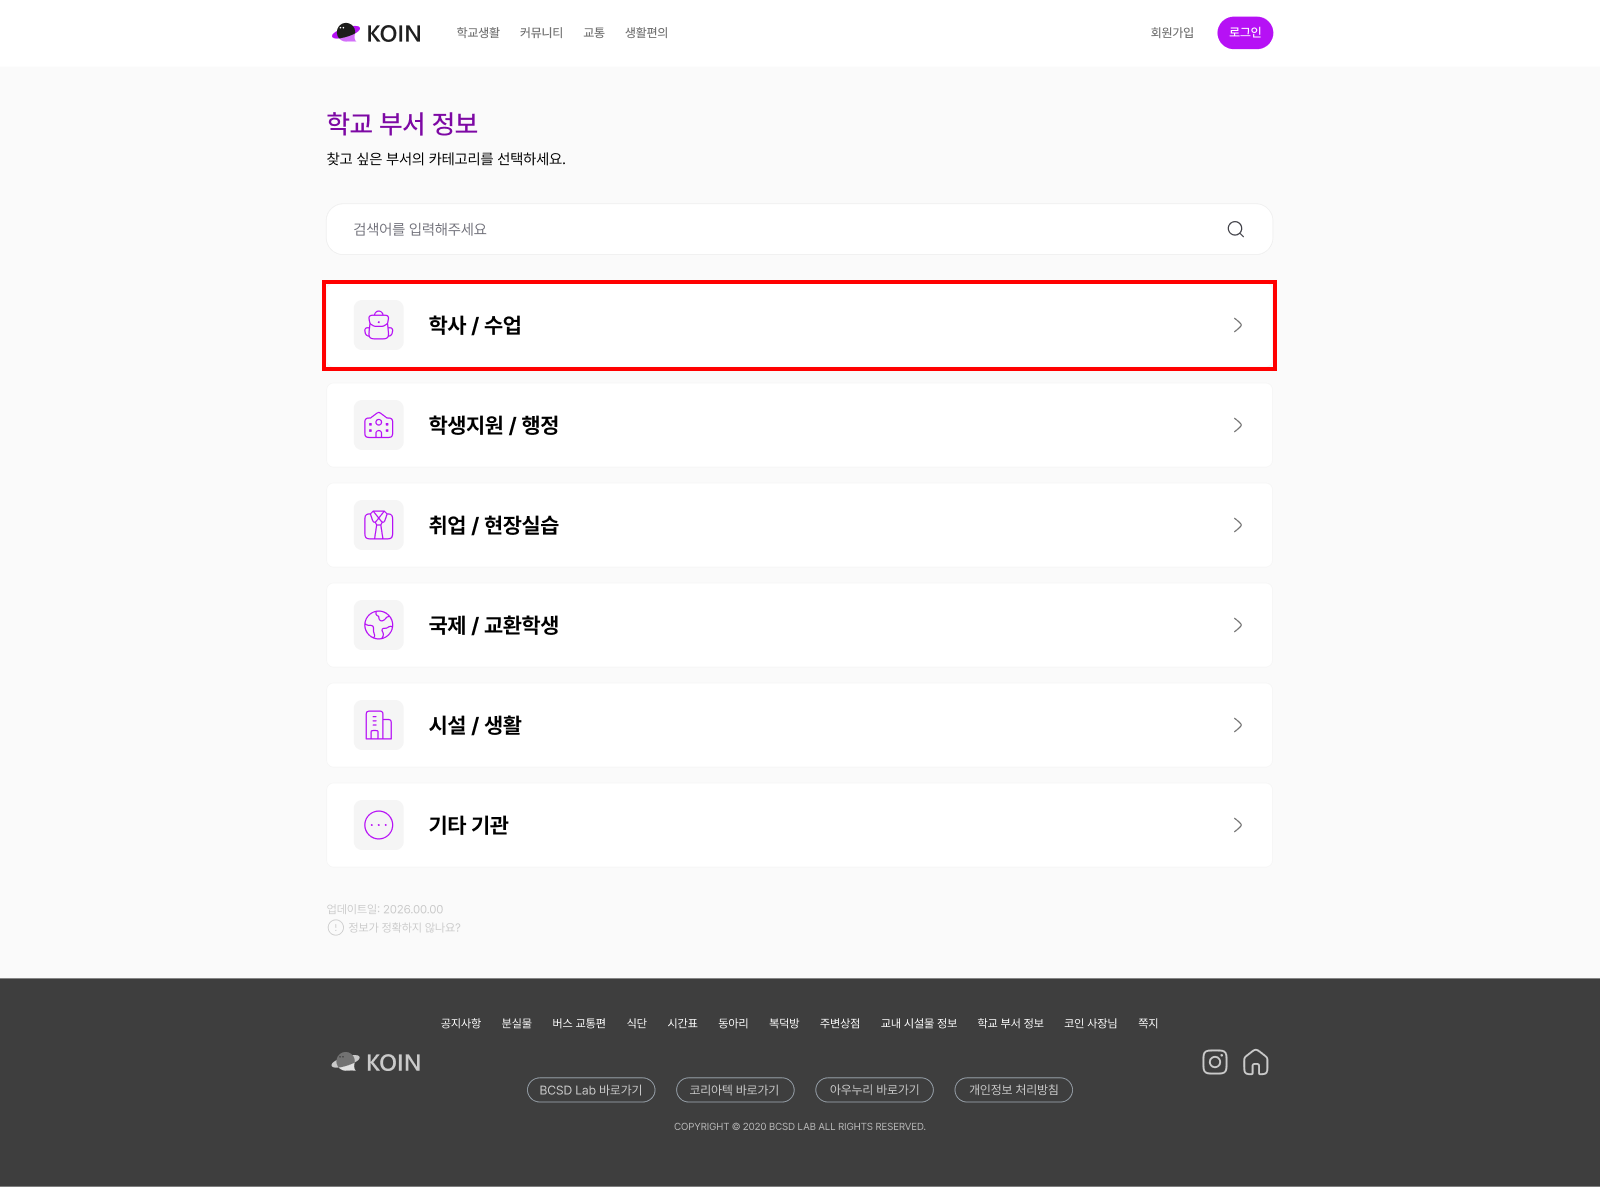 KOIN 학교생활 커뮤니티 교통 생활편의 회원가입 로그인
학교 부서 정보
찾고 싶은 부서의 카테고리를 선택하세요.
검색어를 입력해주세요
학사 / 수업
학생지원 / 행정
취업 / 현장실습
국제 / 교환학생
시설 / 생활
기타 기관
업데이트일: 2026.00.00
정보가 정확하지 않나요?
공지사항 분실물 버스 교통편 식단 시간표 동아리 복덕방 주변상점 교내 시설물 정보 학교 부서 정보 코인 사장님 쪽지
KOIN
BCSD Lab 바로가기 코리아텍 바로가기 아우누리 바로가기 개인정보 처리방침
COPYRIGHT © 2020 BCSD LAB ALL RIGHTS RESERVED.